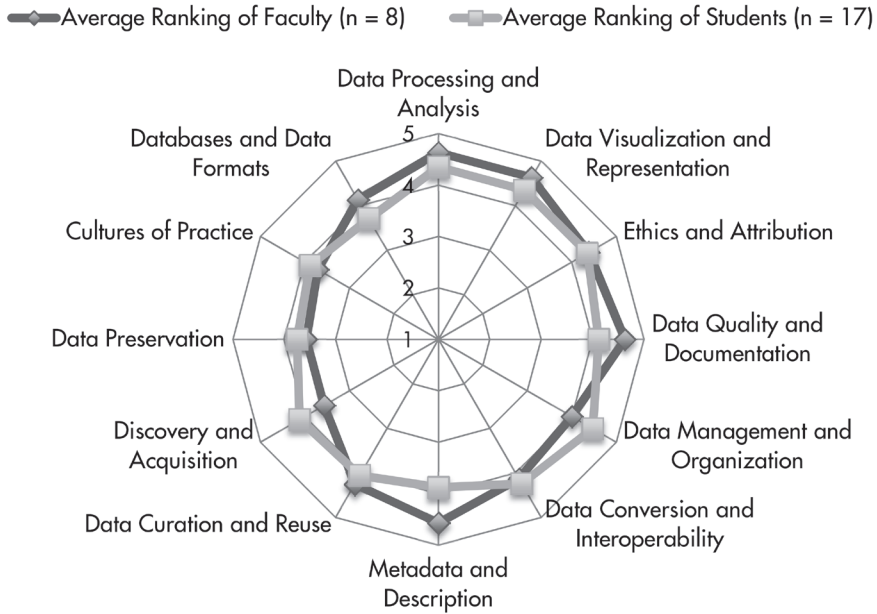 Average Ranking of Faculty (n = 8)
Average Ranking of Students (n = 17)
Data Processing and
Analysis
Databases and Data
Formats
Data Visualization and
Representation
Cultures of Practice
Ethics and Attribution
Data Preservation
Data Quality and
Documentation
Discovery and
Acquisition
Data Management and
Organization
Data Curation and Reuse
Data Conversion and
Interoperability
Metadata and
Description
5
4
3
2
1